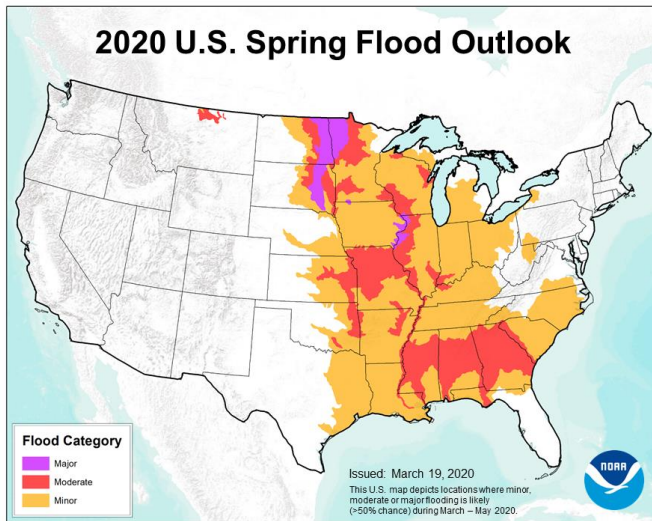 2020 U.S. Spring Flood Outlook
Flood Category
Major
Moderate
Minor
Issued: March 19, 2020
This U.S. map depicts locations where minor,
moderate or major flooding is likely
(>50% chance) during March – May 2020.
NOAA